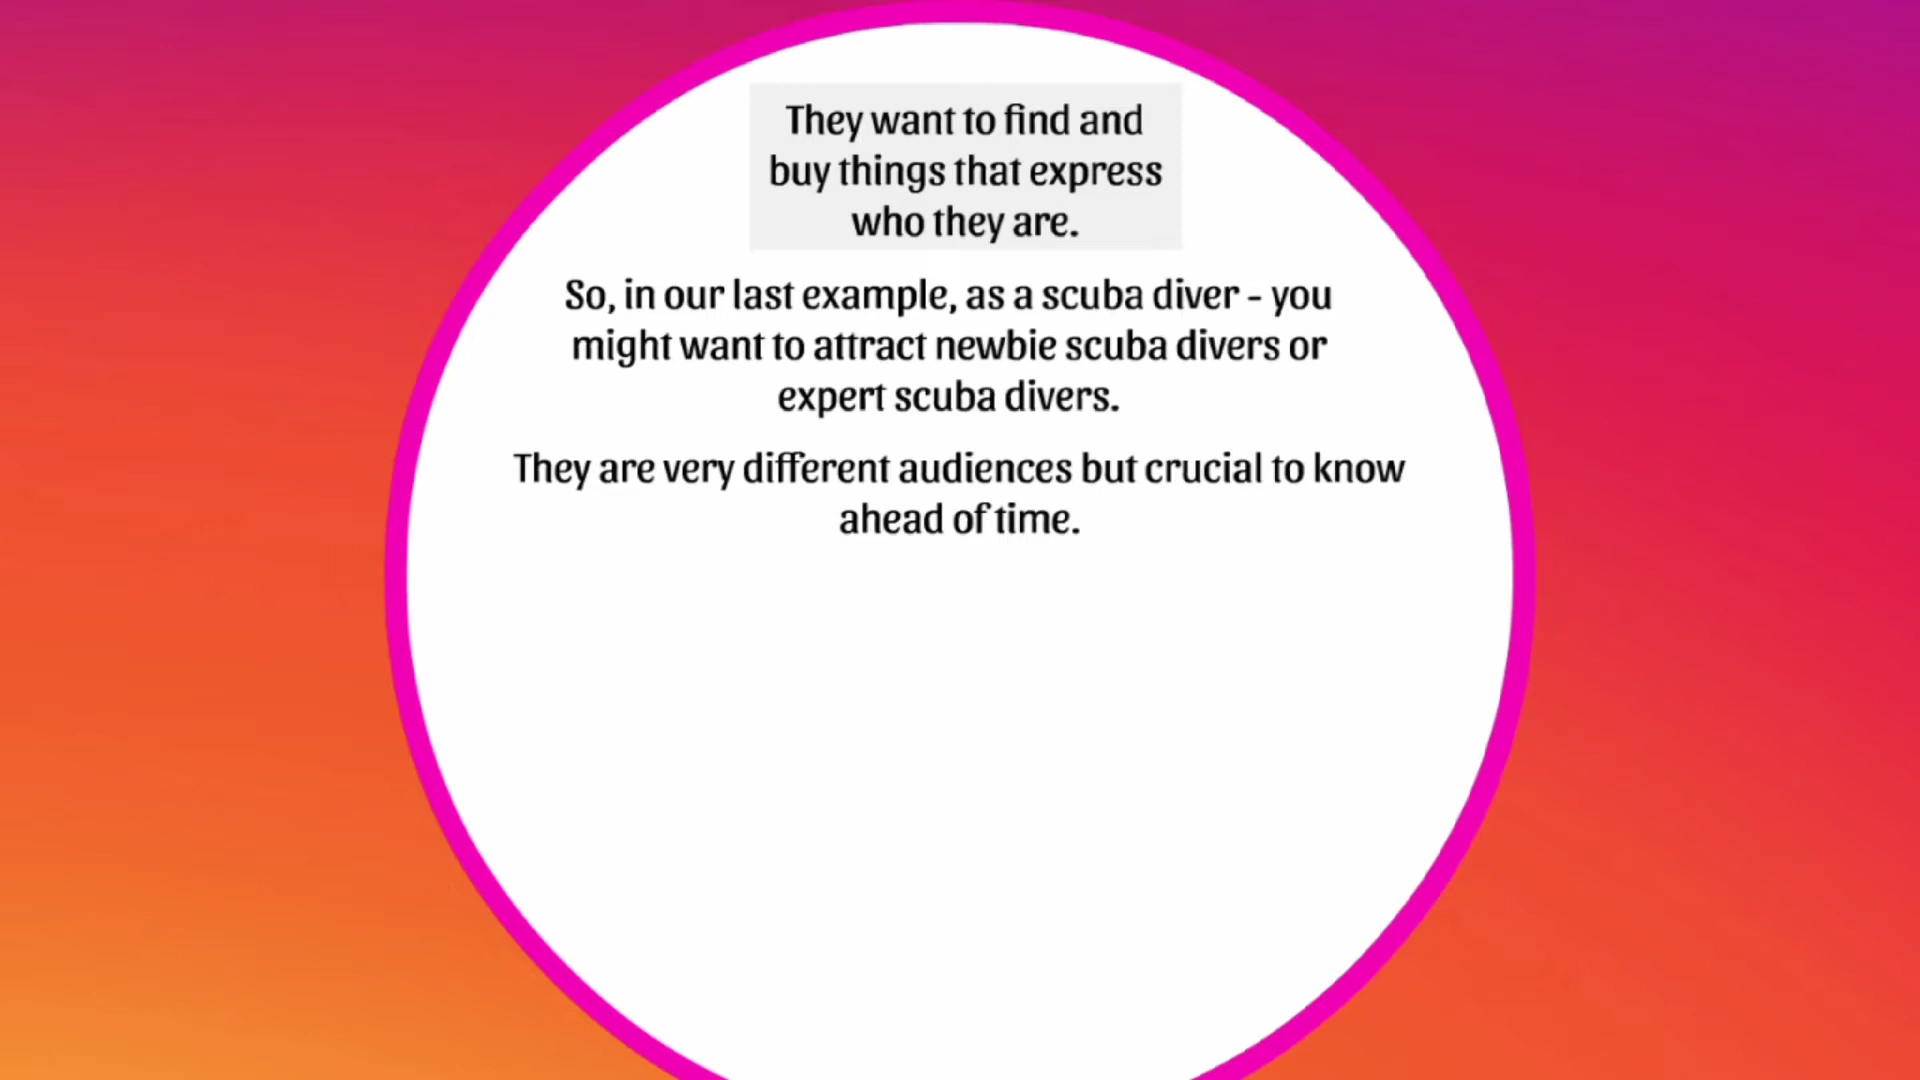 They want to find and
buy things that express
who they are.
So, in our last example, as a scuba diver - you
might want to attract newbie scuba divers or
expert scuba divers.
They are very different audiences but crucial to know
ahead of time.